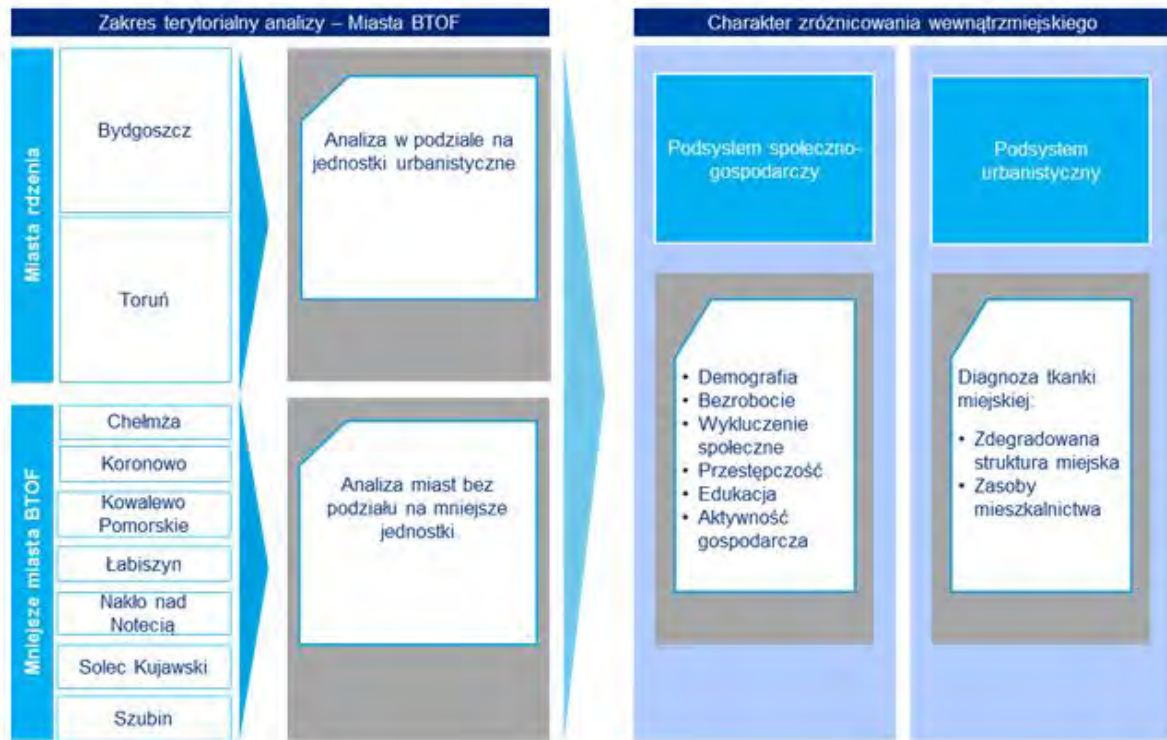 Zakres terytorialny analizy – Miasta BTOF
Miasta rdzenia
Bydgoszcz
Toruń
Analiza w podziale na
jednostki urbanistyczne
Mniejsze miasta BTOF
Chełmża
Koronowo
Kowalewo
Pomorskie
Łabiszyn
Nakło nad
Notecią
Solec Kujawski
Szubin
Analiza miast bez
podziału na mniejsze
jednostki
Charakter zróżnicowania wewnątrzmiejskiego
Podsystem społeczno-
gospodarczy
• Demografia
• Bezrobocie
• Wykluczenie
społeczne
• Przestępczość
• Edukacja
• Aktywność
gospodarcza
Podsystem
urbanistyczny
Diagnoza tkanki
miejskiej:
• Zdegradowana
struktura miejska
• Zasoby
mieszkalnictwa